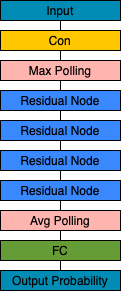 Input
Con
Max Polling
Residual Node
Residual Node
Residual Node
Residual Node
Avg Polling
FC
Output Probability